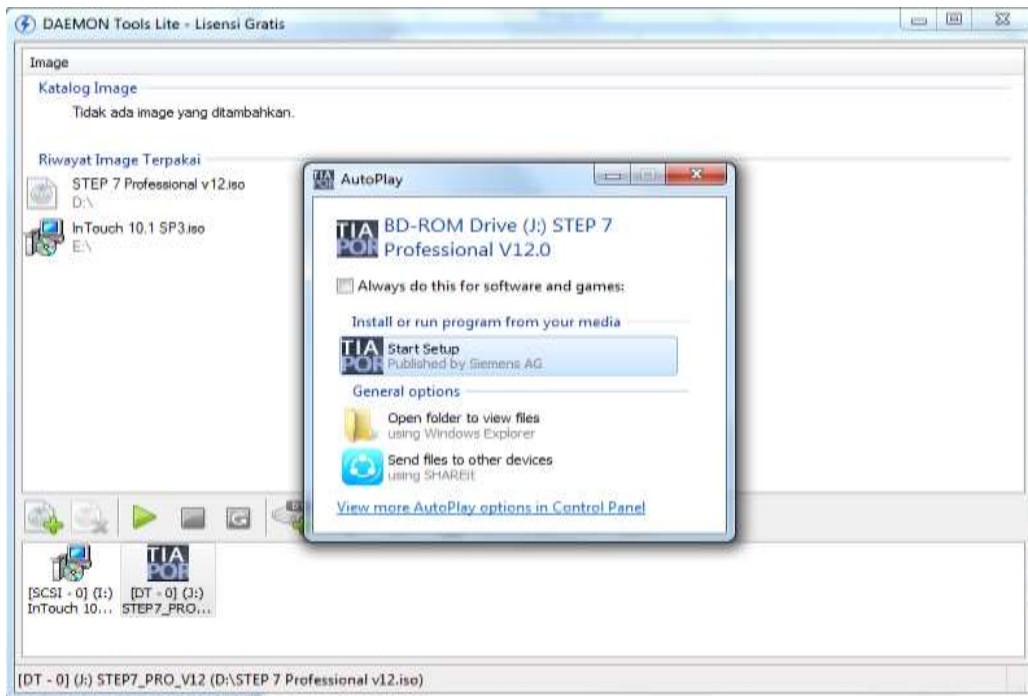 DAEMON Tools Lite - Lisensi Gratis
Image
Katalog Image
Tidak ada image yang ditambahkan.
Riwayat Image Terpakai
STEP 7 Professional v12.iso
D:\
InTouch 10.1 SP3.iso
E:\
AutoPlay
BD-ROM Drive (J:) STEP 7
Professional V12.0
Always do this for software and games:
Install or run program from your media
TIA
POR
Start Setup
Published by Siemens AG
General options
Open folder to view files
using Windows Explorer
Send files to other devices
using SHAREit
View more AutoPlay options in Control Panel
TIA
POR
[SCSI - 0] (I:)
InTouch 10...
[DT - 0] (J:)
STEP7_PRO...
[DT - 0] (J:) STEP7_PRO_V12 (D:\STEP 7 Professional v12.iso)